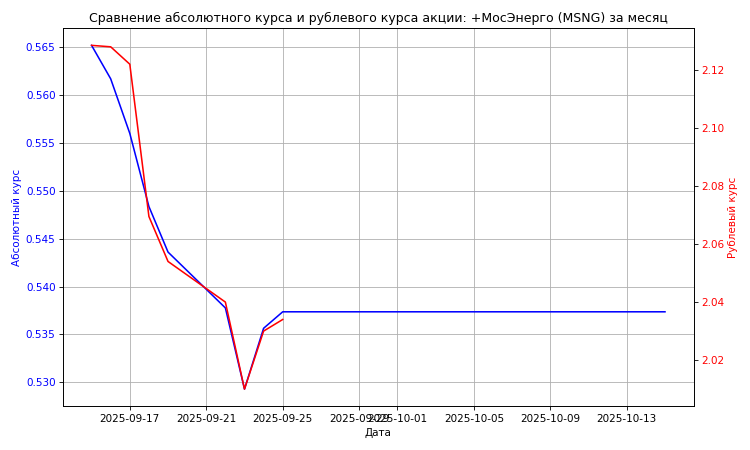 Сравнение абсолютного курса и рублевого курса акции: +МосЭнерго (MSNG) за месяц
Абсолютный курс
0.565
0.560
0.555
0.550
0.545
0.540
0.535
0.530
2.12
2.10
2.08
2.06
2.04
2.02
Рублевый курс
2025-09-17 2025-09-21 2025-09-25 2025-09-29 2025-10-01 2025-10-05 2025-10-09 2025-10-13
Дата